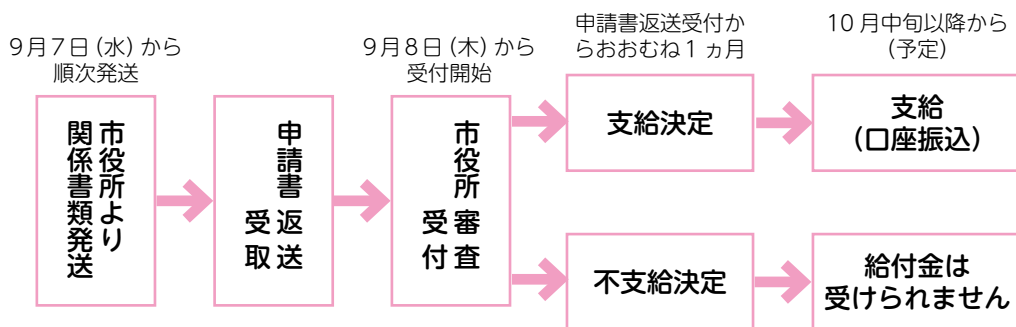 9月7日（水）から
順次発送
市役所より
関係書類発送
申請書
受取
返送
9月8日（木）から
受付開始
市役所
受付
審査
申請書返送受付か
らおおむね1ヵ月
支給決定
10月中旬以降から
（予定）
支給
（口座振込）
不支給決定
給付金は
受けられません